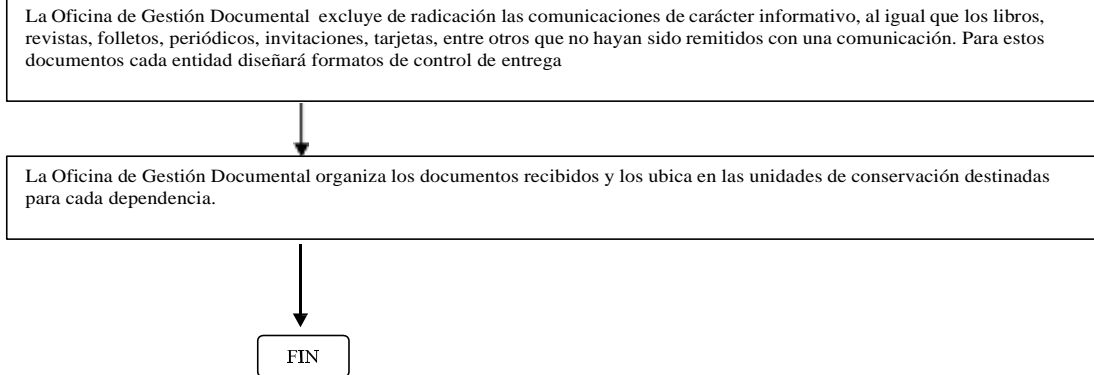 La Oficina de Gestión Documental excluye de radicación las comunicaciones de carácter informativo, al igual que los libros,
revistas, folletos, periódicos, invitaciones, tarjetas, entre otros que no hayan sido remitidos con una comunicación. Para estos
documentos cada entidad diseñará formatos de control de entrega
La Oficina de Gestión Documental organiza los documentos recibidos y los ubica en las unidades de conservación destinadas
para cada dependencia.
FIN